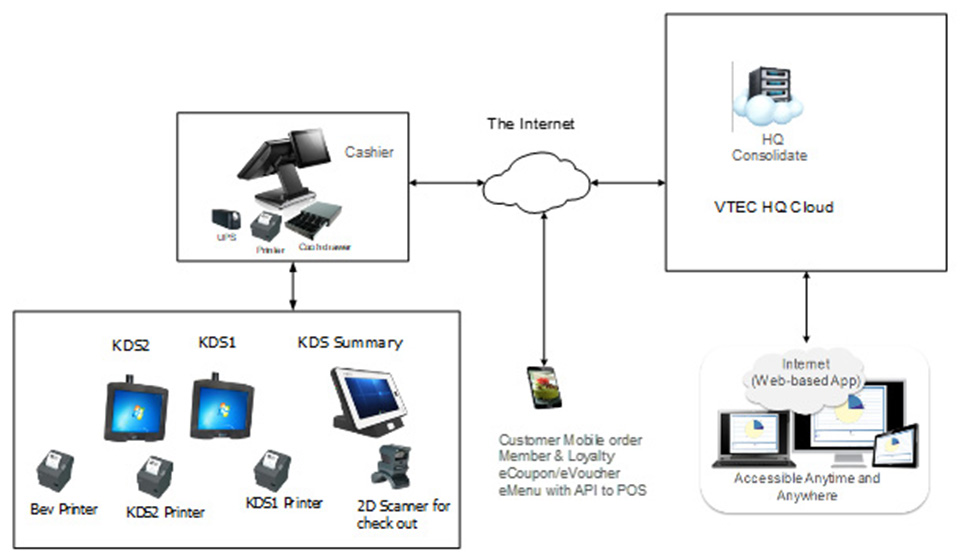 The Internet
Cashier
UPS
Printer
Cash drawer
HQ
Consolidate
VTEC HQ Cloud
KDS2
KDS1
KDS Summary
Bev Printer
KDS2 Printer
KDS1 Printer
2D Scanner for
check out
Customer Mobile order
Member & Loyalty
eCoupon/eVoucher
eMenu with API to POS
Internet
(Web-based App)
Accessible Anytime and
Anywhere